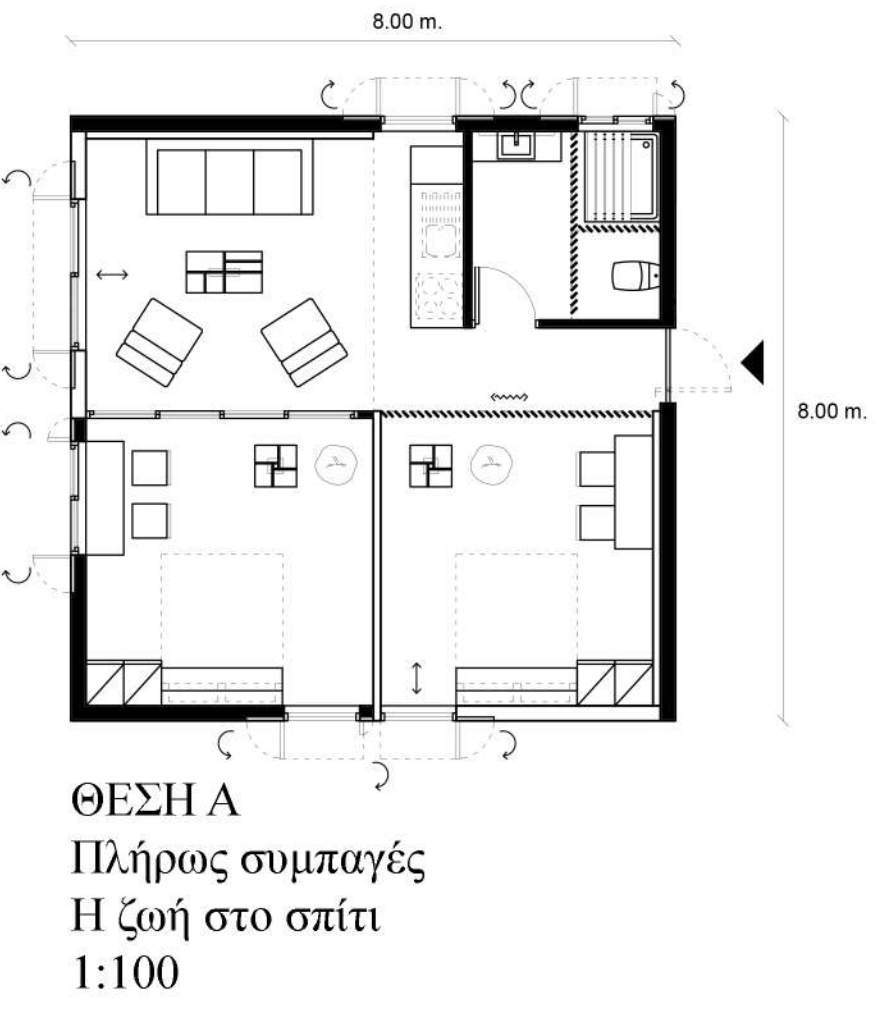 8.00 m.
8.00 m.
ΘΕΣΗ Α
Πλήρως συμπαγές
Η ζωή στο σπίτι
1:100